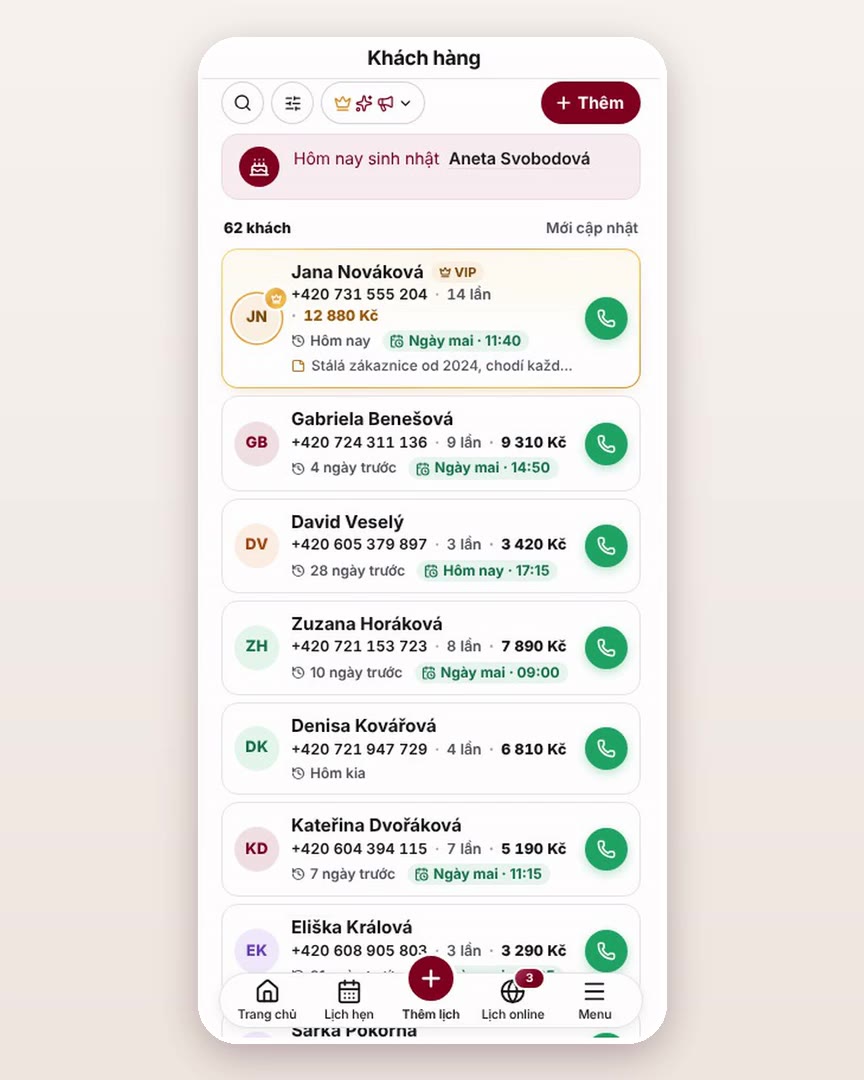 Khách hàng
Thêm
Hôm nay sinh nhật Aneta Svobodová
62 khách
Mới cập nhật
Jana Nováková VIP
+420 731 555 204 · 14 lần
JN
· 12 880 Kč
Hôm nay Ngày mai · 11:40
Stálá zákaznice od 2024, chodí každ...
Gabriela Benešová
GB
+420 724 311 136 · 9 lần · 9 310 Kč
4 ngày trước Ngày mai · 14:50
David Veselý
DV
+420 605 379 897 · 3 lần · 3 420 Kč
28 ngày trước Hôm nay · 17:15
Zuzana Horáková
ZH
+420 721 153 723 · 8 lần · 7 890 Kč
10 ngày trước Ngày mai · 09:00
Denisa Kovářová
DK
+420 721 947 729 · 4 lần · 6 810 Kč
Hôm kia
Kateřina Dvořáková
KD
+420 604 394 115 · 7 lần · 5 190 Kč
7 ngày trước Ngày mai · 11:15
Eliška Králová
EK
+420 608 905 803 · 3 lần · 3 290 Kč
3
Trang chủ
Lịch hẹn
Thêm lịch
Lịch online
Menu
Šárka Pokorná